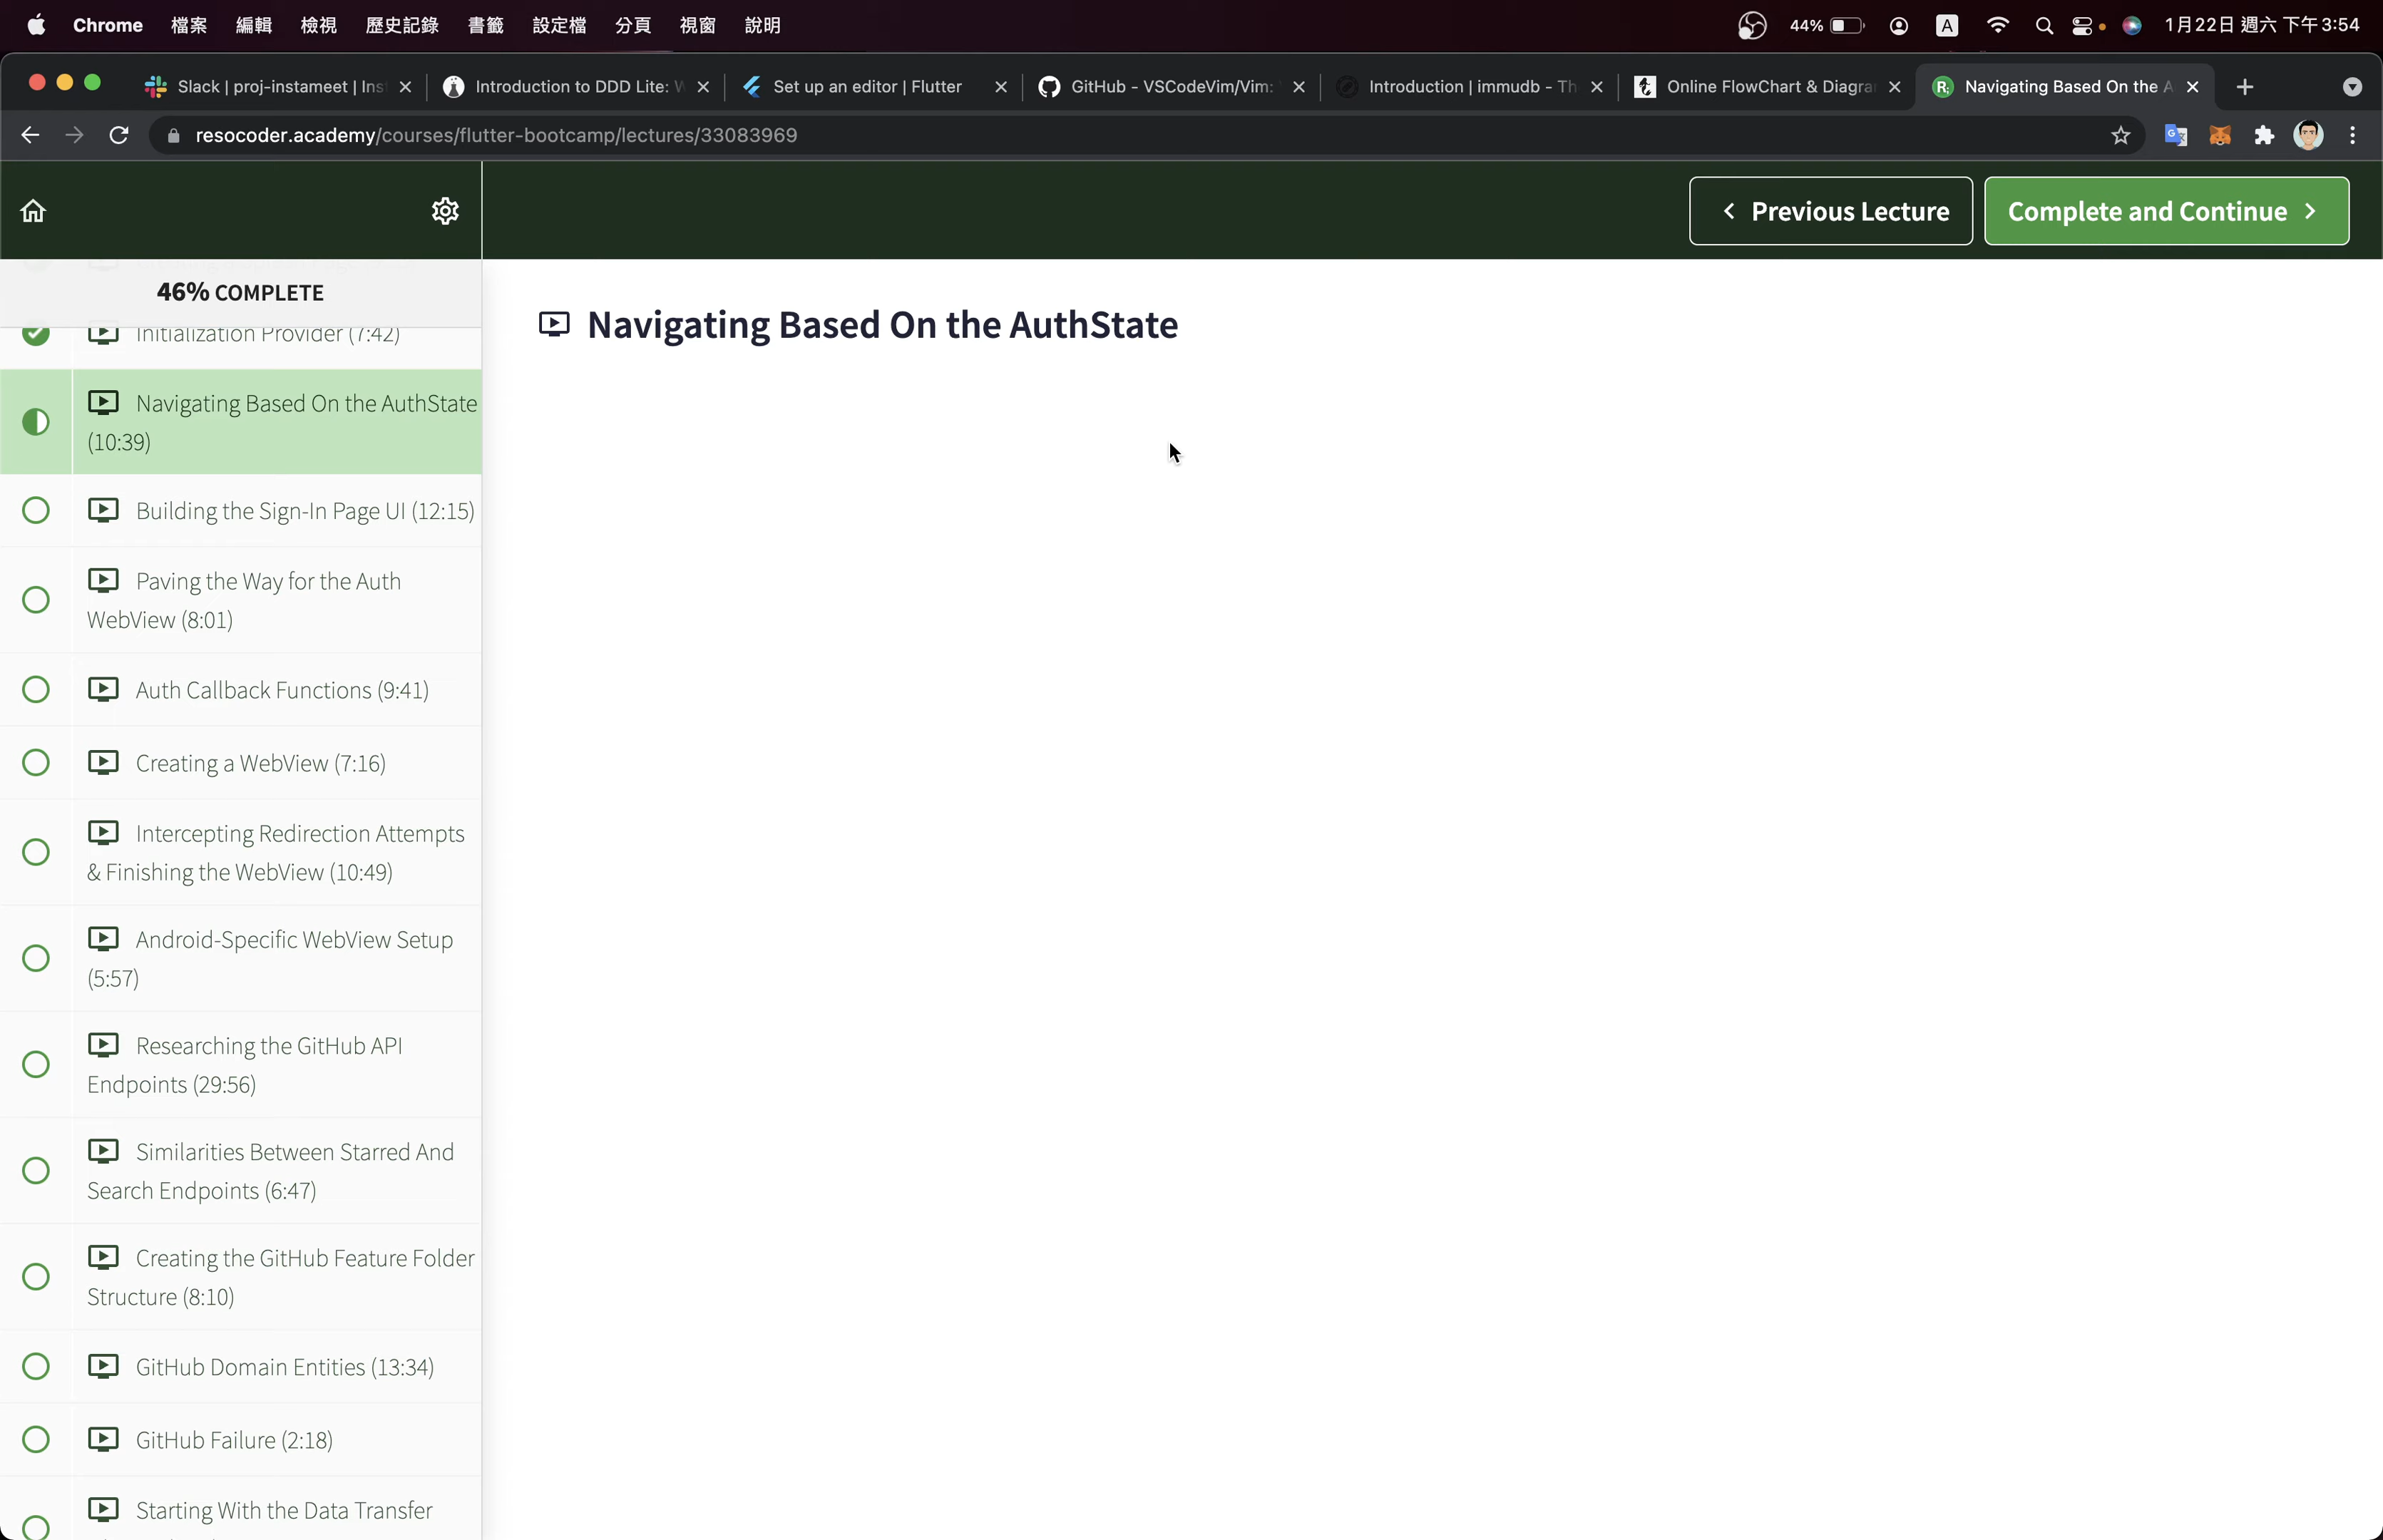 Chrome 檔案 編輯 檢視 歷史記錄 書籤 設定檔 分頁 視窗 說明 44% A 1月22日 週六 下午3:54
Slack | proj-instameet | Ins Introduction to DDD Lite: Set up an editor | Flutter GitHub - VSCodeVim/Vim: Introduction | immudb - Th Online FlowChart & Diagra Navigating Based On the A
resocoder.academy/courses/flutter-bootcamp/lectures/33083969
Previous Lecture Complete and Continue
46% COMPLETE
Initialization Provider (7:42)
Navigating Based On the AuthState
Navigating Based On the AuthState
(10:39)
Building the Sign-In Page UI (12:15)
Paving the Way for the Auth
WebView (8:01)
Auth Callback Functions (9:41)
Creating a WebView (7:16)
Intercepting Redirection Attempts
& Finishing the WebView (10:49)
Android-Specific WebView Setup
(5:57)
Researching the GitHub API
Endpoints (29:56)
Similarities Between Starred And
Search Endpoints (6:47)
Creating the GitHub Feature Folder
Structure (8:10)
GitHub Domain Entities (13:34)
GitHub Failure (2:18)
Starting With the Data Transfer